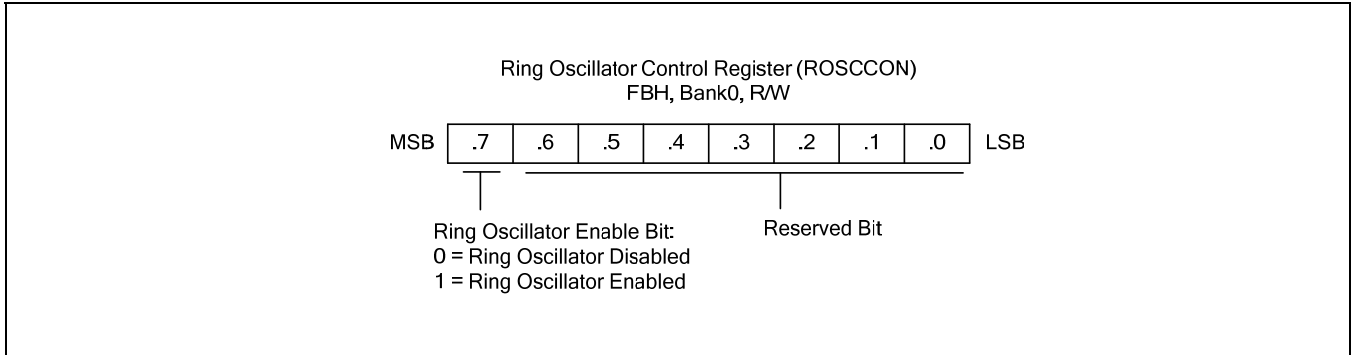 Ring Oscillator Control Register (ROSCCON)
FBH, Bank0, R/W
MSB .7 .6 .5 .4 .3 .2 .1 .0 LSB
Ring Oscillator Enable Bit:
0 = Ring Oscillator Disabled
1 = Ring Oscillator Enabled
Reserved Bit